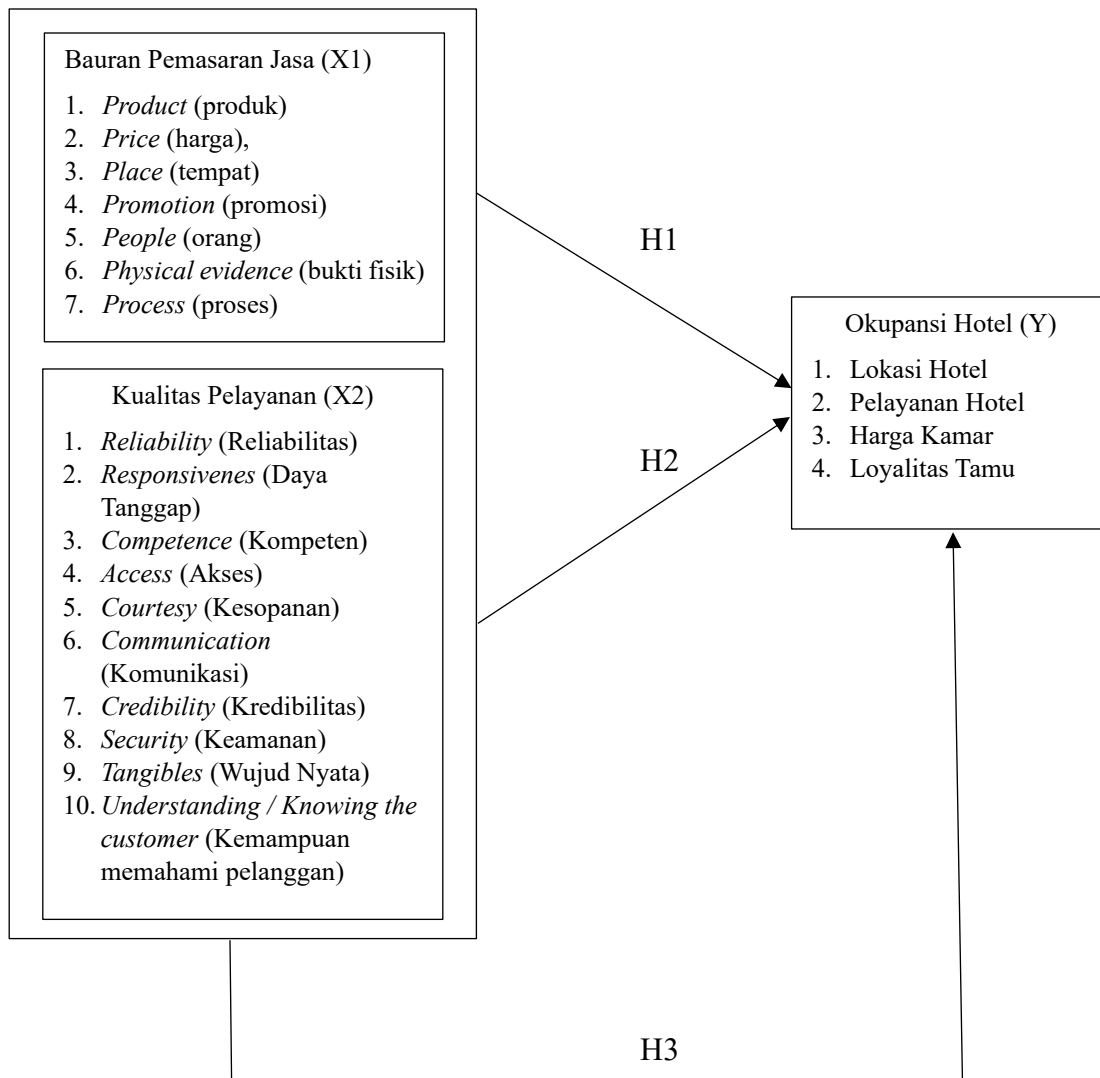 Bauran Pemasaran Jasa (X1)
1. Product (produk)
2. Price (harga),
3. Place (tempat)
4. Promotion (promosi)
5. People (orang)
6. Physical evidence (bukti fisik)
7. Process (proses)
Kualitas Pelayanan (X2)
1. Reliability (Reliabilitas)
2. Responsivenes (Daya
Tanggap)
3. Competence (Kompeten)
4. Access (Akses)
5. Courtesy (Kesopanan)
6. Communication
(Komunikasi)
7. Credibility (Kredibilitas)
8. Security (Keamanan)
9. Tangibles (Wujud Nyata)
10. Understanding / Knowing the
customer (Kemampuan
memahami pelanggan)
H1
H2
Okupansi Hotel (Y)
1. Lokasi Hotel
2. Pelayanan Hotel
3. Harga Kamar
4. Loyalitas Tamu
H3